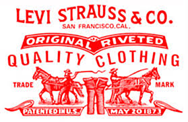 LEVI STRAUSS & CO.
SAN FRANCISCO, CAL.
ORIGINAL RIVETED
QUALITY CLOTHING
TRADE MARK
PATENTED IN U.S. MAY 20 1873